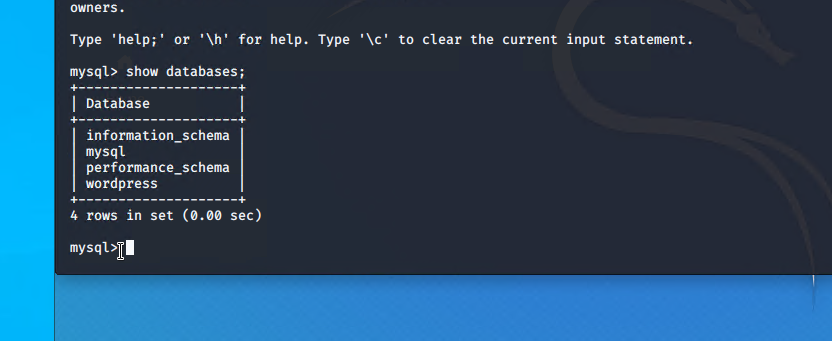 owners.
Type 'help;' or '\h' for help. Type '\c' to clear the current input statement.
mysql> show databases;
+--------------------+
| Database           |
+--------------------+
| information_schema |
| mysql              |
| performance_schema |
| wordpress          |
+--------------------+
4 rows in set (0.00 sec)
mysql>